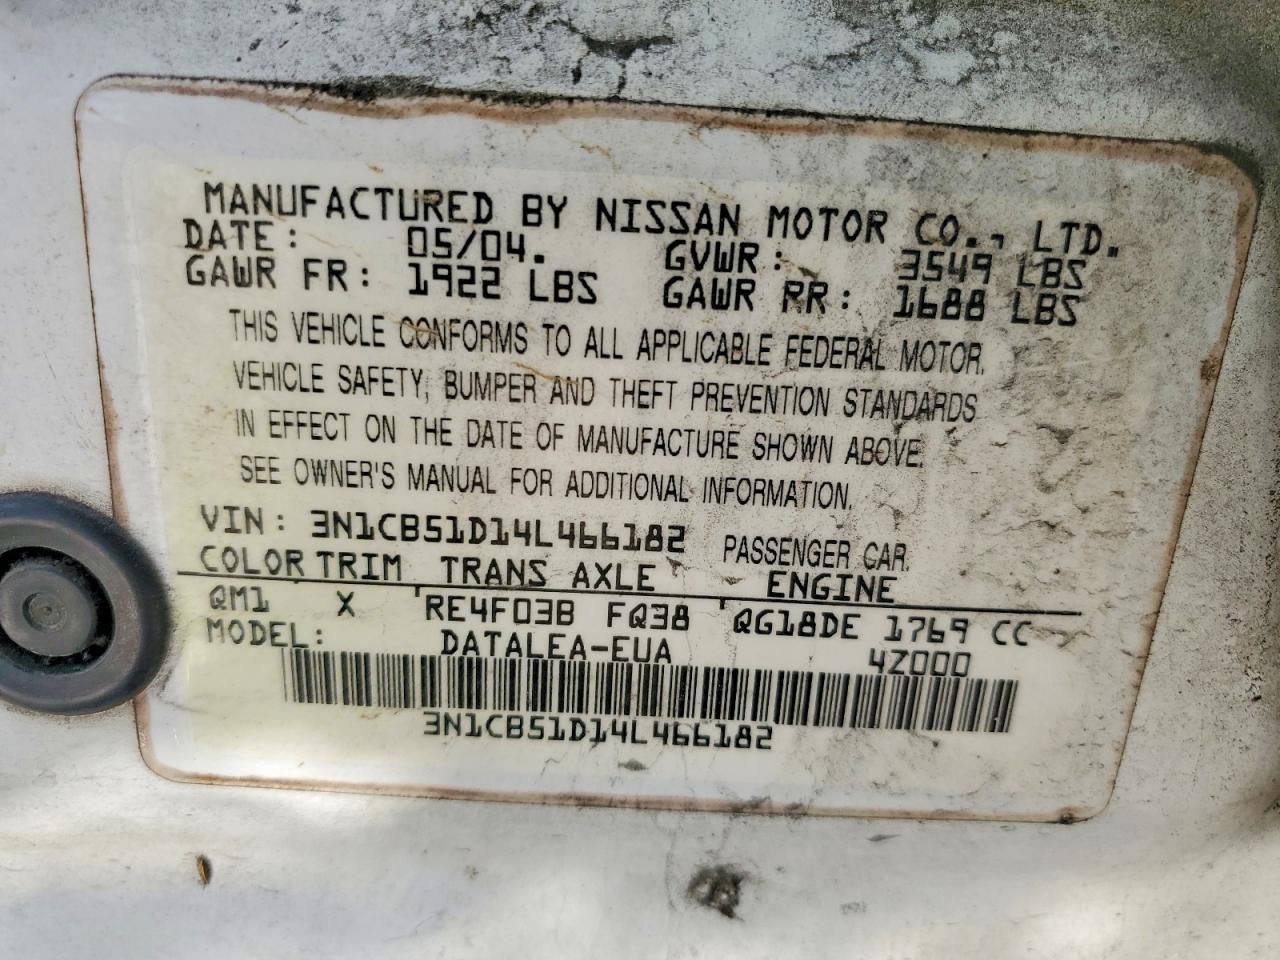 MANUFACTURED BY NISSAN MOTOR CO., LTD.
DATE: 05/04. GVWR: 3549 LBS
GAWR FR: 1922 LBS GAWR RR: 1688 LBS
THIS VEHICLE CONFORMS TO ALL APPLICABLE FEDERAL MOTOR
VEHICLE SAFETY, BUMPER AND THEFT PREVENTION STANDARDS
IN EFFECT ON THE DATE OF MANUFACTURE SHOWN ABOVE.
SEE OWNER'S MANUAL FOR ADDITIONAL INFORMATION.
VIN: 3N1CB51D14L466182 PASSENGER CAR.
COLOR TRIM TRANS AXLE ENGINE
QM1 X RE4F03B FQ38 QG18DE 1769 CC
MODEL: DATALEA-EUA 4Z000
3N1CB51D14L466182